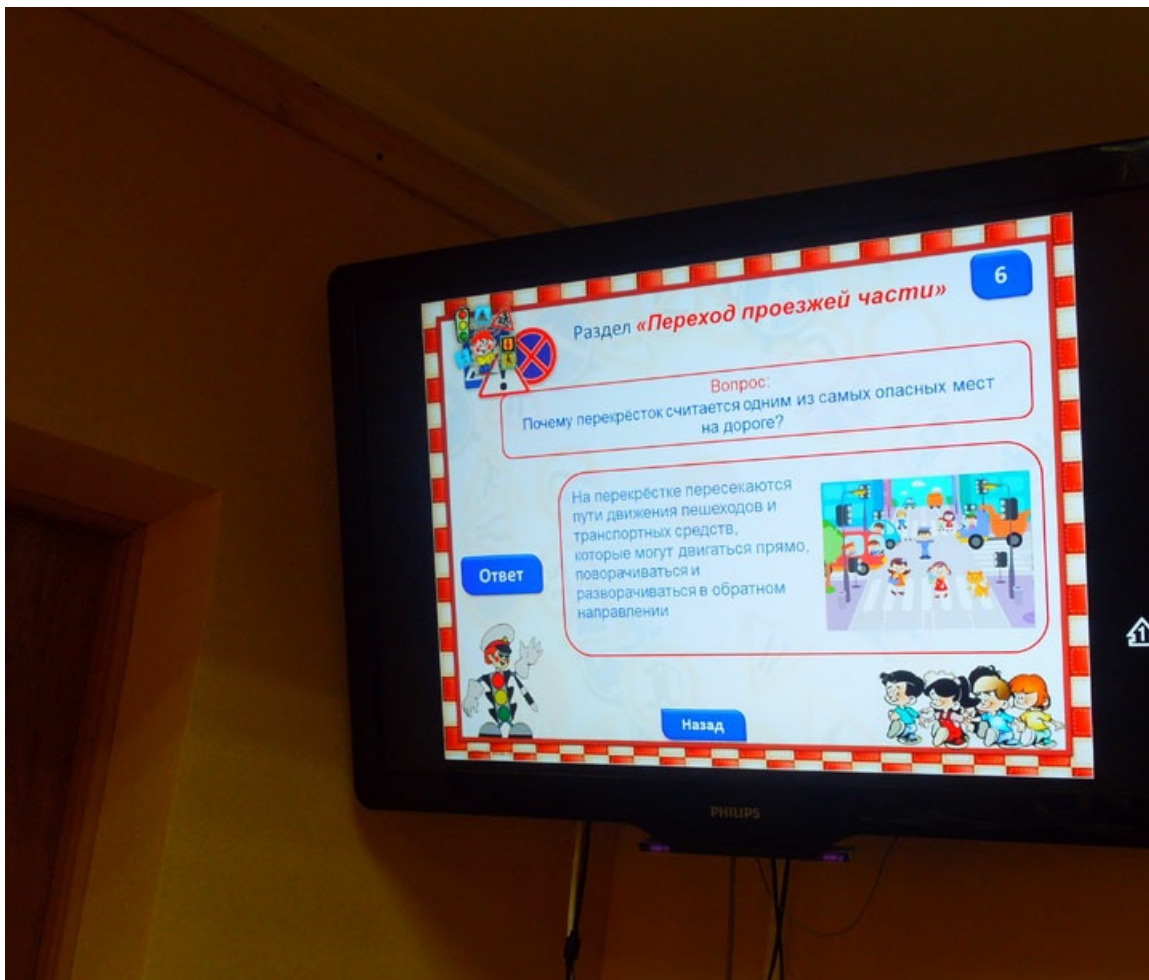 6
Раздел «Переход проезжей части»
Вопрос:
Почему перекрёсток считается одним из самых опасных мест
на дороге?
На перекрёстке пересекаются
пути движения пешеходов и
транспортных средств,
которые могут двигаться прямо,
поворачиваться и
разворачиваться в обратном
направлении
Ответ
Назад
PHILIPS
1